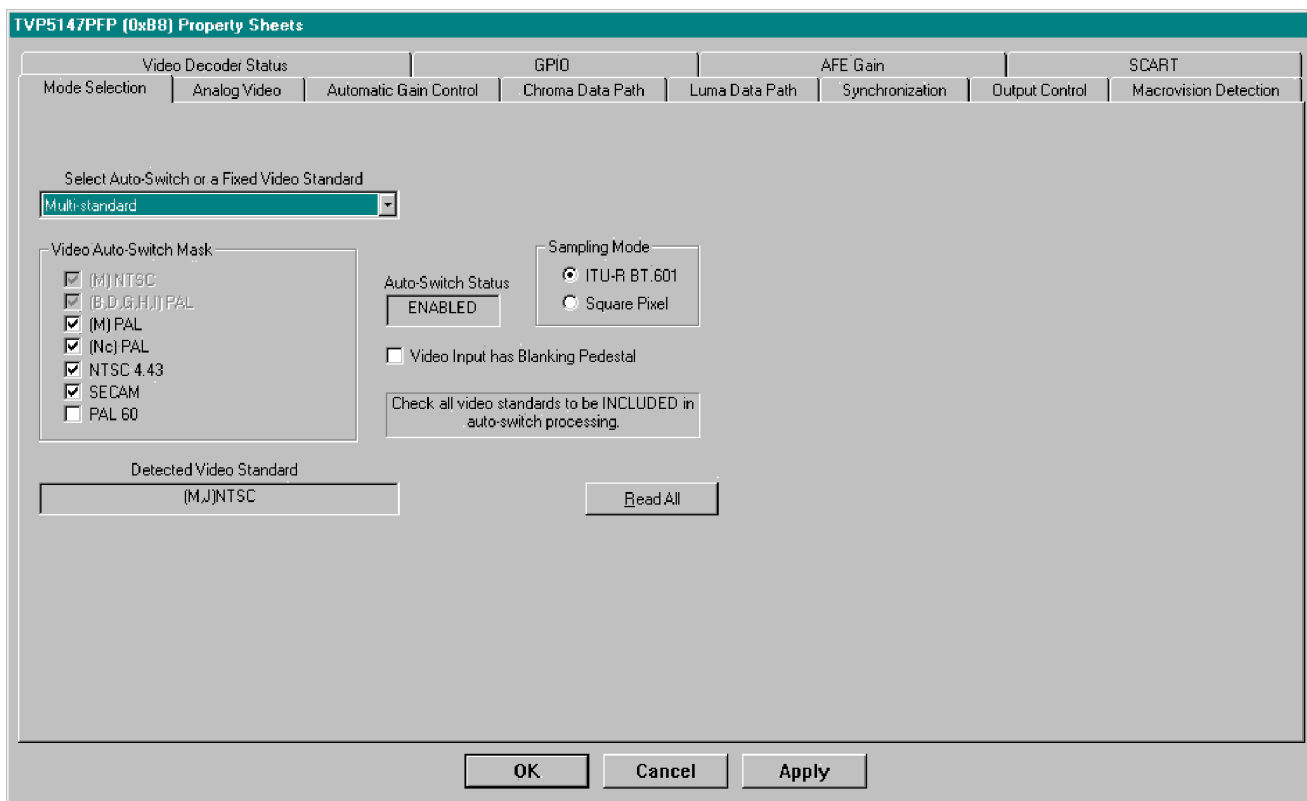 TVP5147PFP (0xB8) Property Sheets
Video Decoder Status
GPIO
AFE Gain
SCART
Mode Selection
Analog Video
Automatic Gain Control
Chroma Data Path
Luma Data Path
Synchronization
Output Control
Macrovision Detection
Select Auto-Switch or a Fixed Video Standard
Multi-standard
Video Auto-Switch Mask
(M) NTSC
(B,D,G,H,I) PAL
(M) PAL
(Nc) PAL
NTSC 4.43
SECAM
PAL 60
Auto-Switch Status
ENABLED
Sampling Mode
ITU-R BT.601
Square Pixel
Video Input has Blanking Pedestal
Check all video standards to be INCLUDED in
auto-switch processing.
Detected Video Standard
(M,J)NTSC
Read All
OK
Cancel
Apply